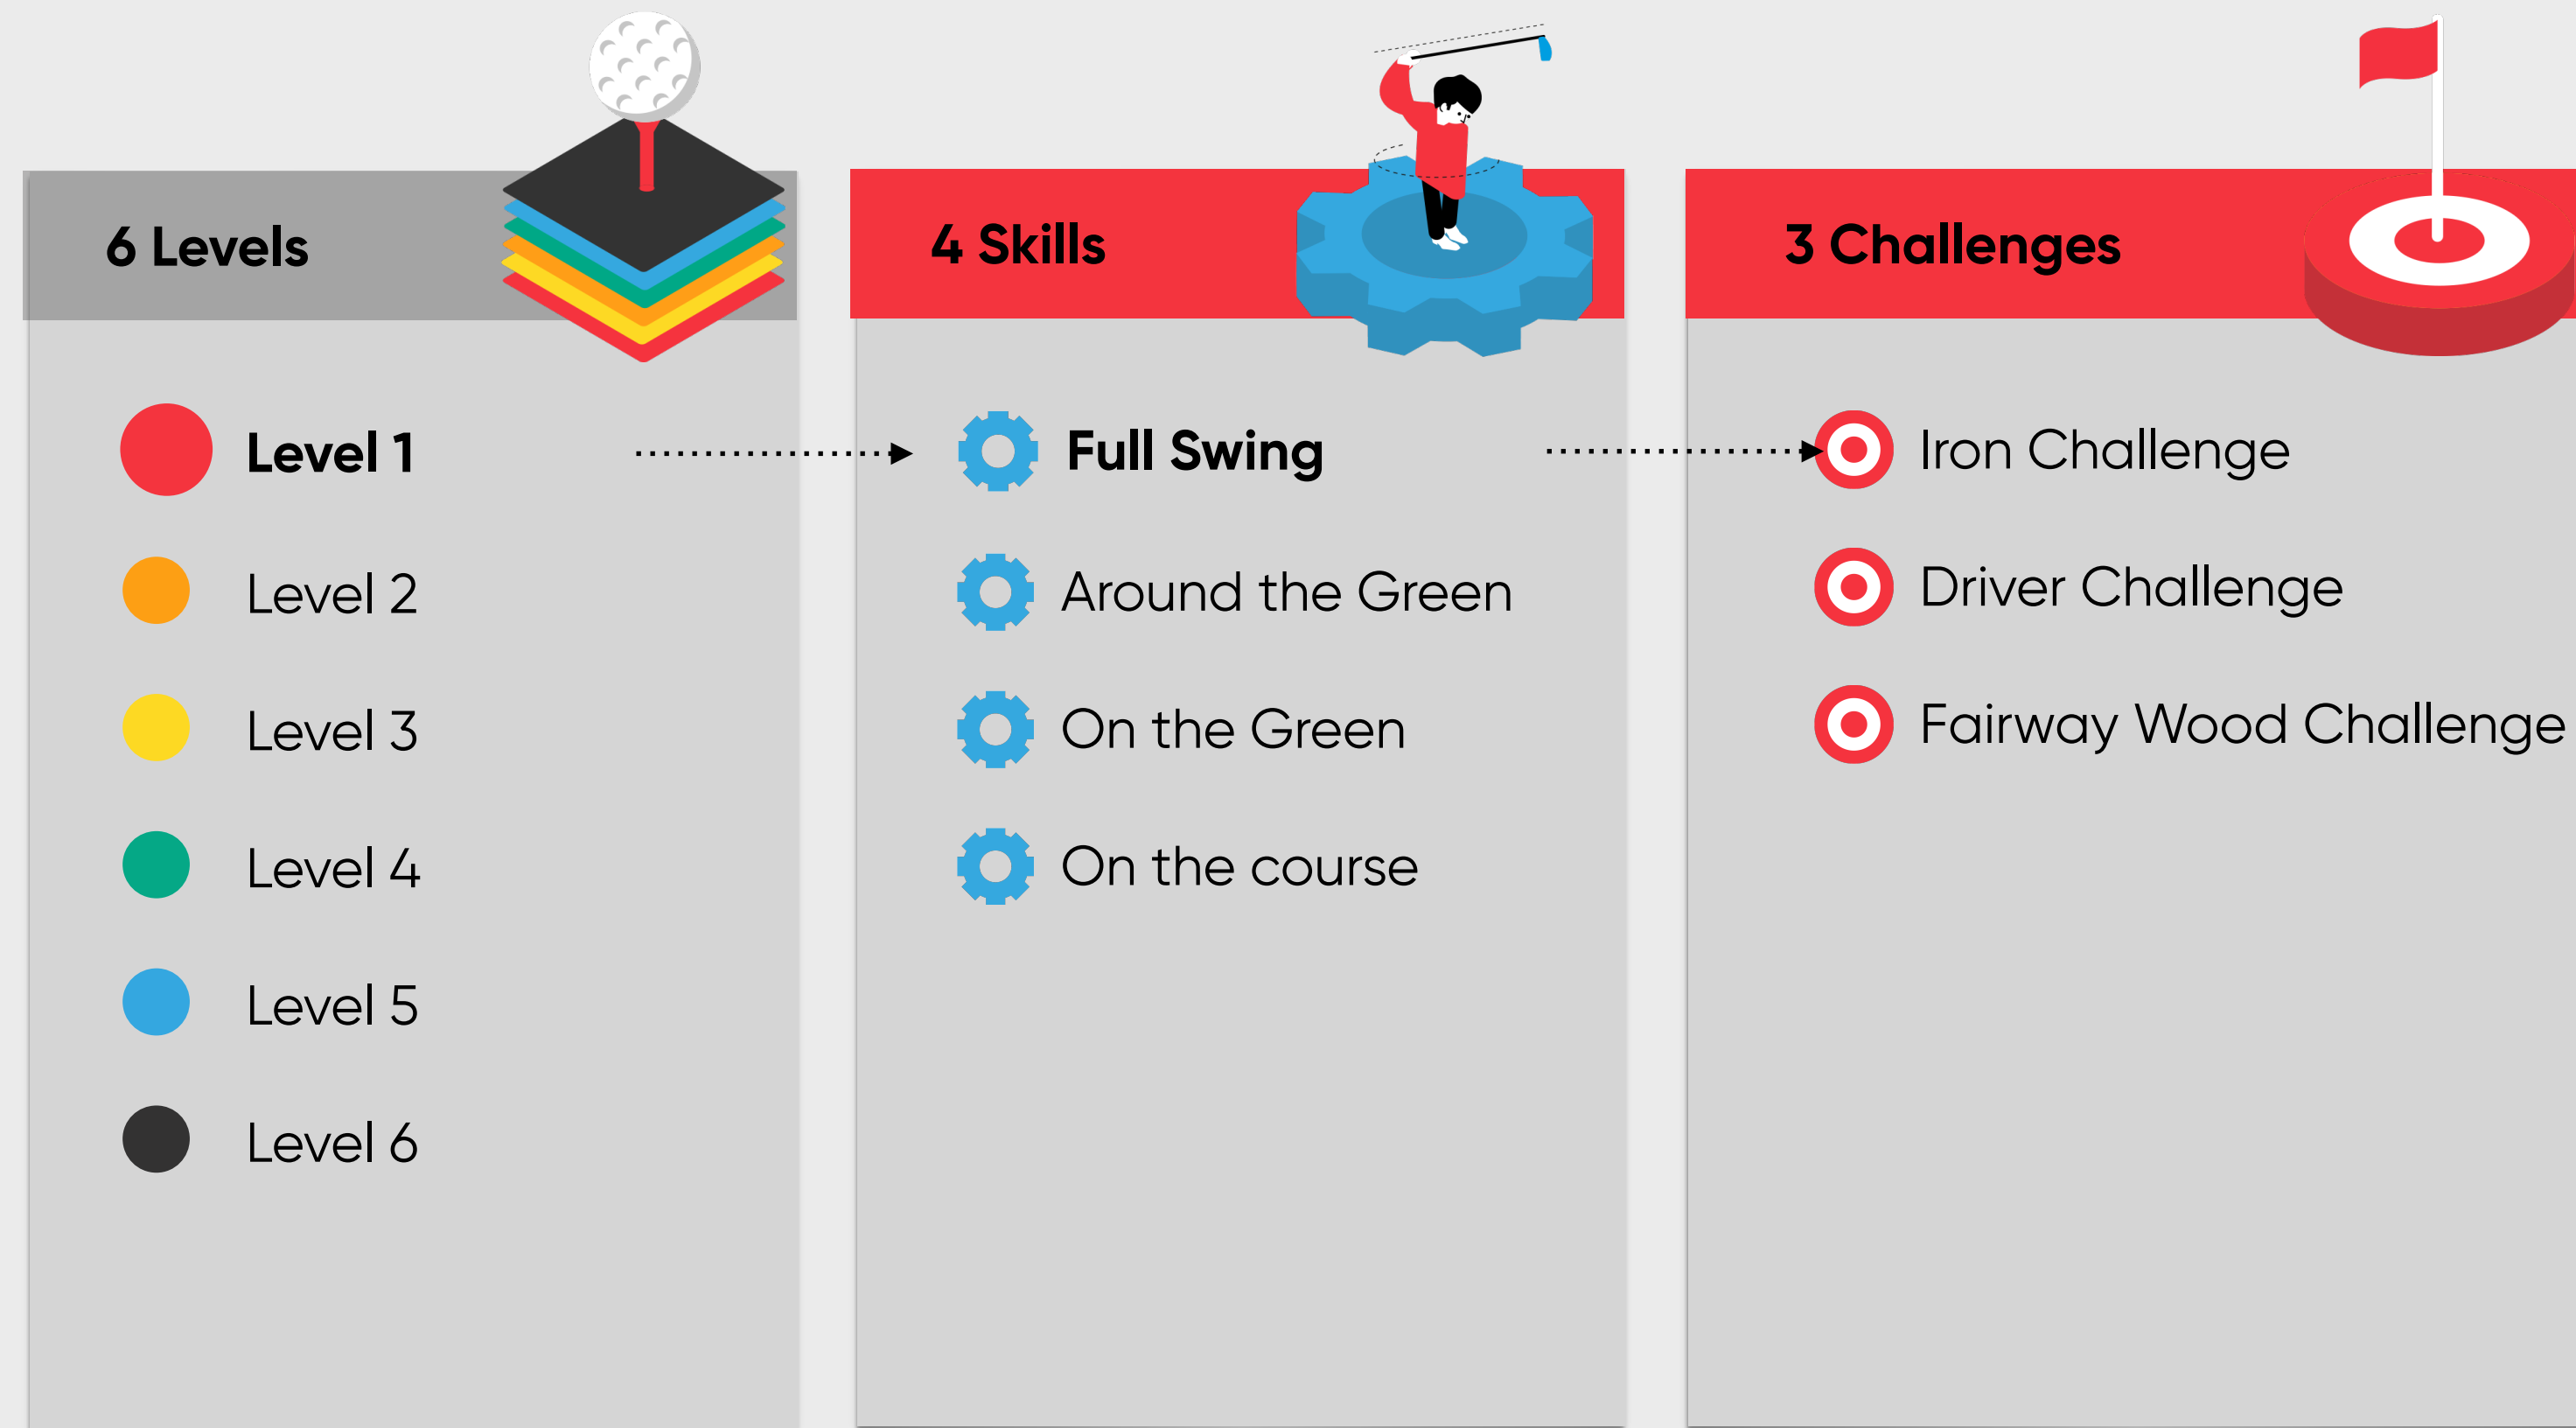 6 Levels
Level 1
Level 2
Level 3
Level 4
Level 5
Level 6
4 Skills
Full Swing
Around the Green
On the Green
On the course
3 Challenges
Iron Challenge
Driver Challenge
Fairway Wood Challenge